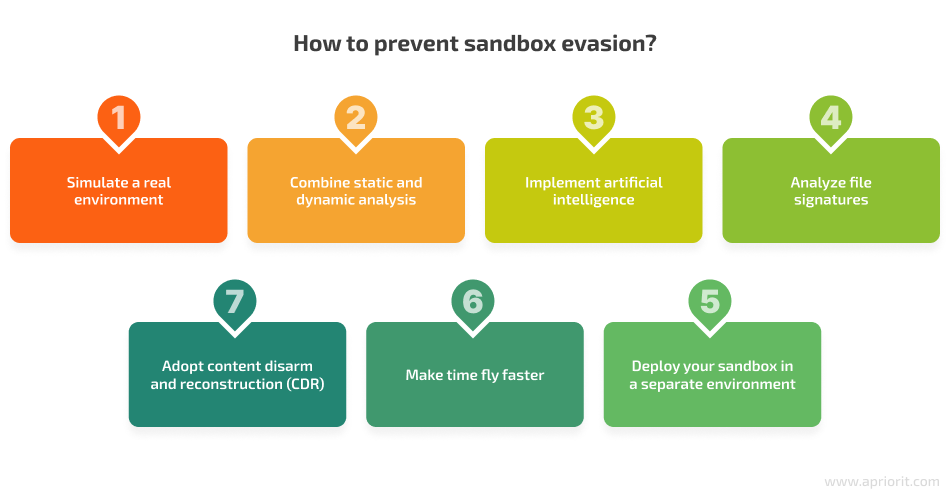 How to prevent sandbox evasion?
1
Simulate a real
environment
2
Combine static and
dynamic analysis
3
Implement artificial
intelligence
4
Analyze file
signatures
7
Adopt content disarm
and reconstruction (CDR)
6
Make time fly faster
5
Deploy your sandbox in
a separate environment
www.apriorit.com